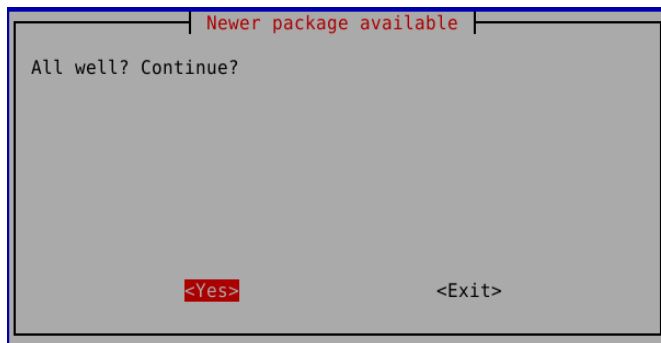 Newer package available
All well? Continue?
<Yes> <Exit>